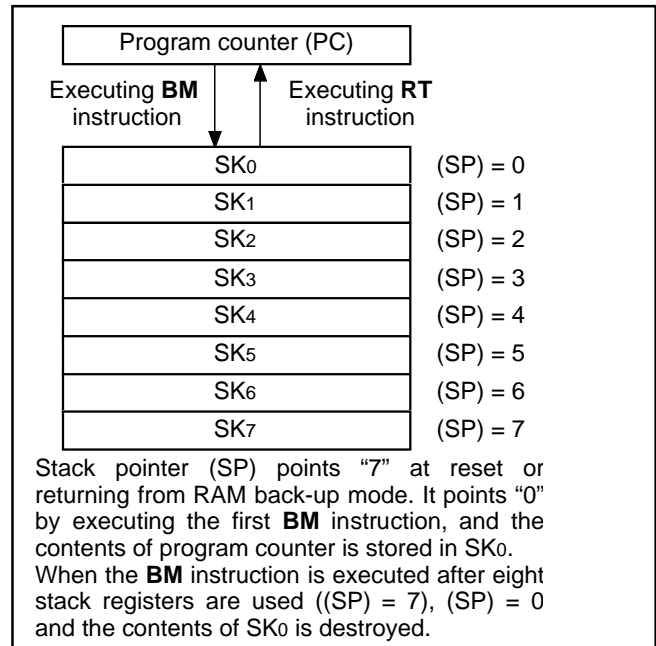 Program counter (PC)
Executing BM
instruction
Executing RT
instruction
SK0
(SP) = 0
SK1
(SP) = 1
SK2
(SP) = 2
SK3
(SP) = 3
SK4
(SP) = 4
SK5
(SP) = 5
SK6
(SP) = 6
SK7
(SP) = 7
Stack pointer (SP) points “7” at reset or
returning from RAM back-up mode. It points “0”
by executing the first BM instruction, and the
contents of program counter is stored in SK0.
When the BM instruction is executed after eight
stack registers are used ((SP) = 7), (SP) = 0
and the contents of SK0 is destroyed.